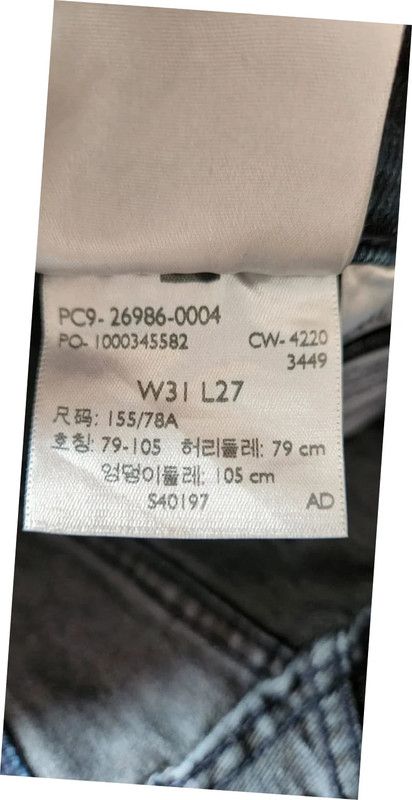 PC9-26986-0004
PO-1000345582 CW-4220
3449
W31 L27
尺码: 155/78A
호칭: 79-105 허리둘레: 79 cm
엉덩이둘레: 105 cm
S40197 AD